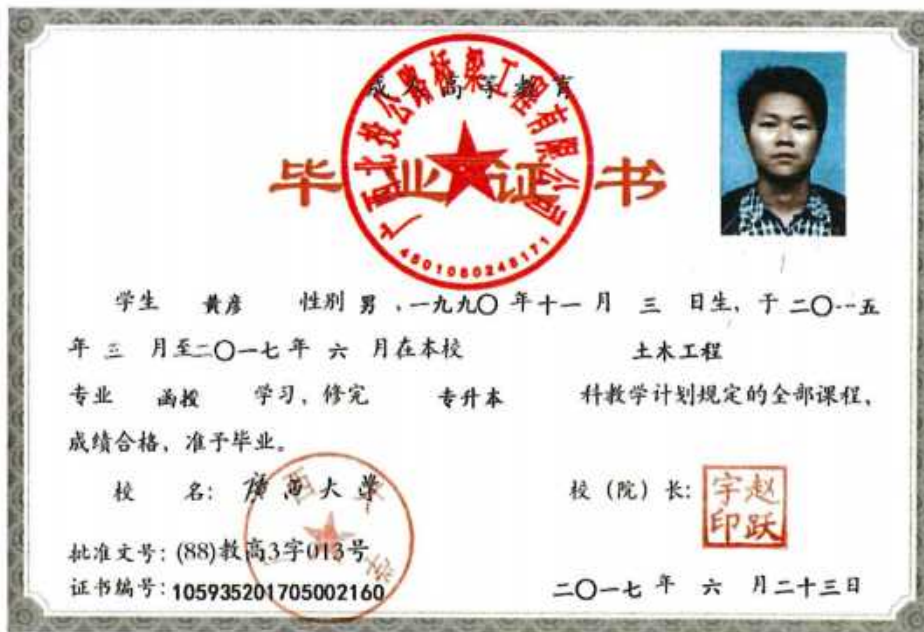 成人高等教育
毕业证书
广西北投公路桥梁工程有限公司
4501080248171
学生 黄彦 性别 男 , 一九九〇 年 十一 月 三 日生, 于 二〇一五
年 三 月至 二〇一七 年 六 月在本校 土木工程
专业 函授 学习, 修完 专升本 科教学计划规定的全部课程,
成绩合格, 准予毕业。
校 名: 广西大学
校 (院) 长: 赵跃宇印
批准文号: (88)教高3字013号
证书编号: 105935201705002160
二〇一七 年 六 月二十三日